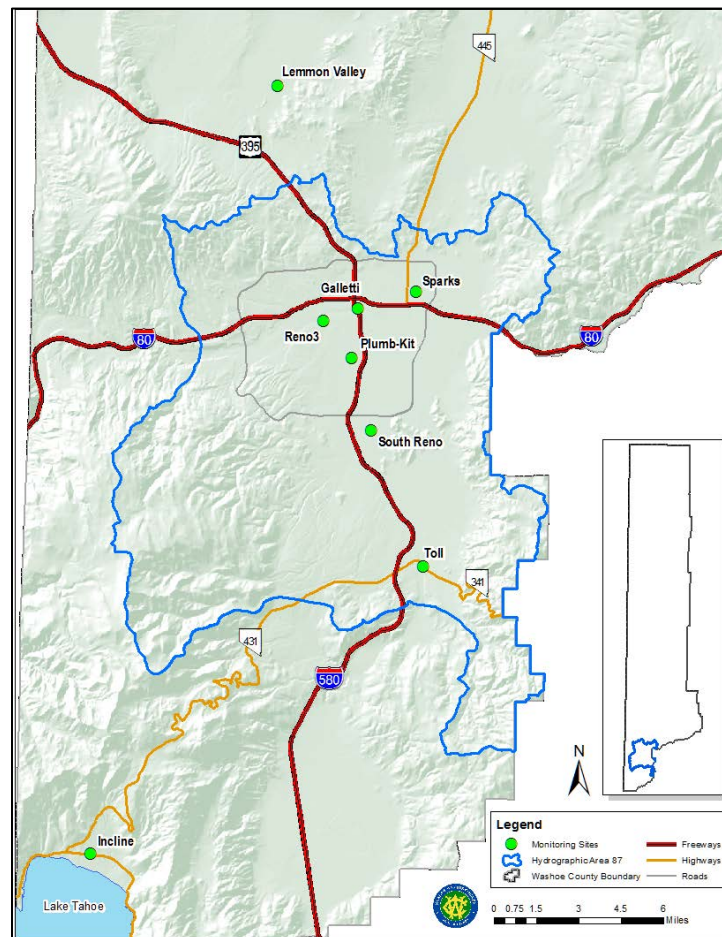 445
Lemmon Valley
395
Sparks
Galletti
Reno3
80
Plumb-Kit
80
South Reno
Toll
341
431
580
N
Incline
Lake Tahoe
Legend
Monitoring Sites
Freeways
Hydrographic Area 87
Highways
Washoe County Boundary
Roads
0 0.75 1.5 3 4.5 6
Miles